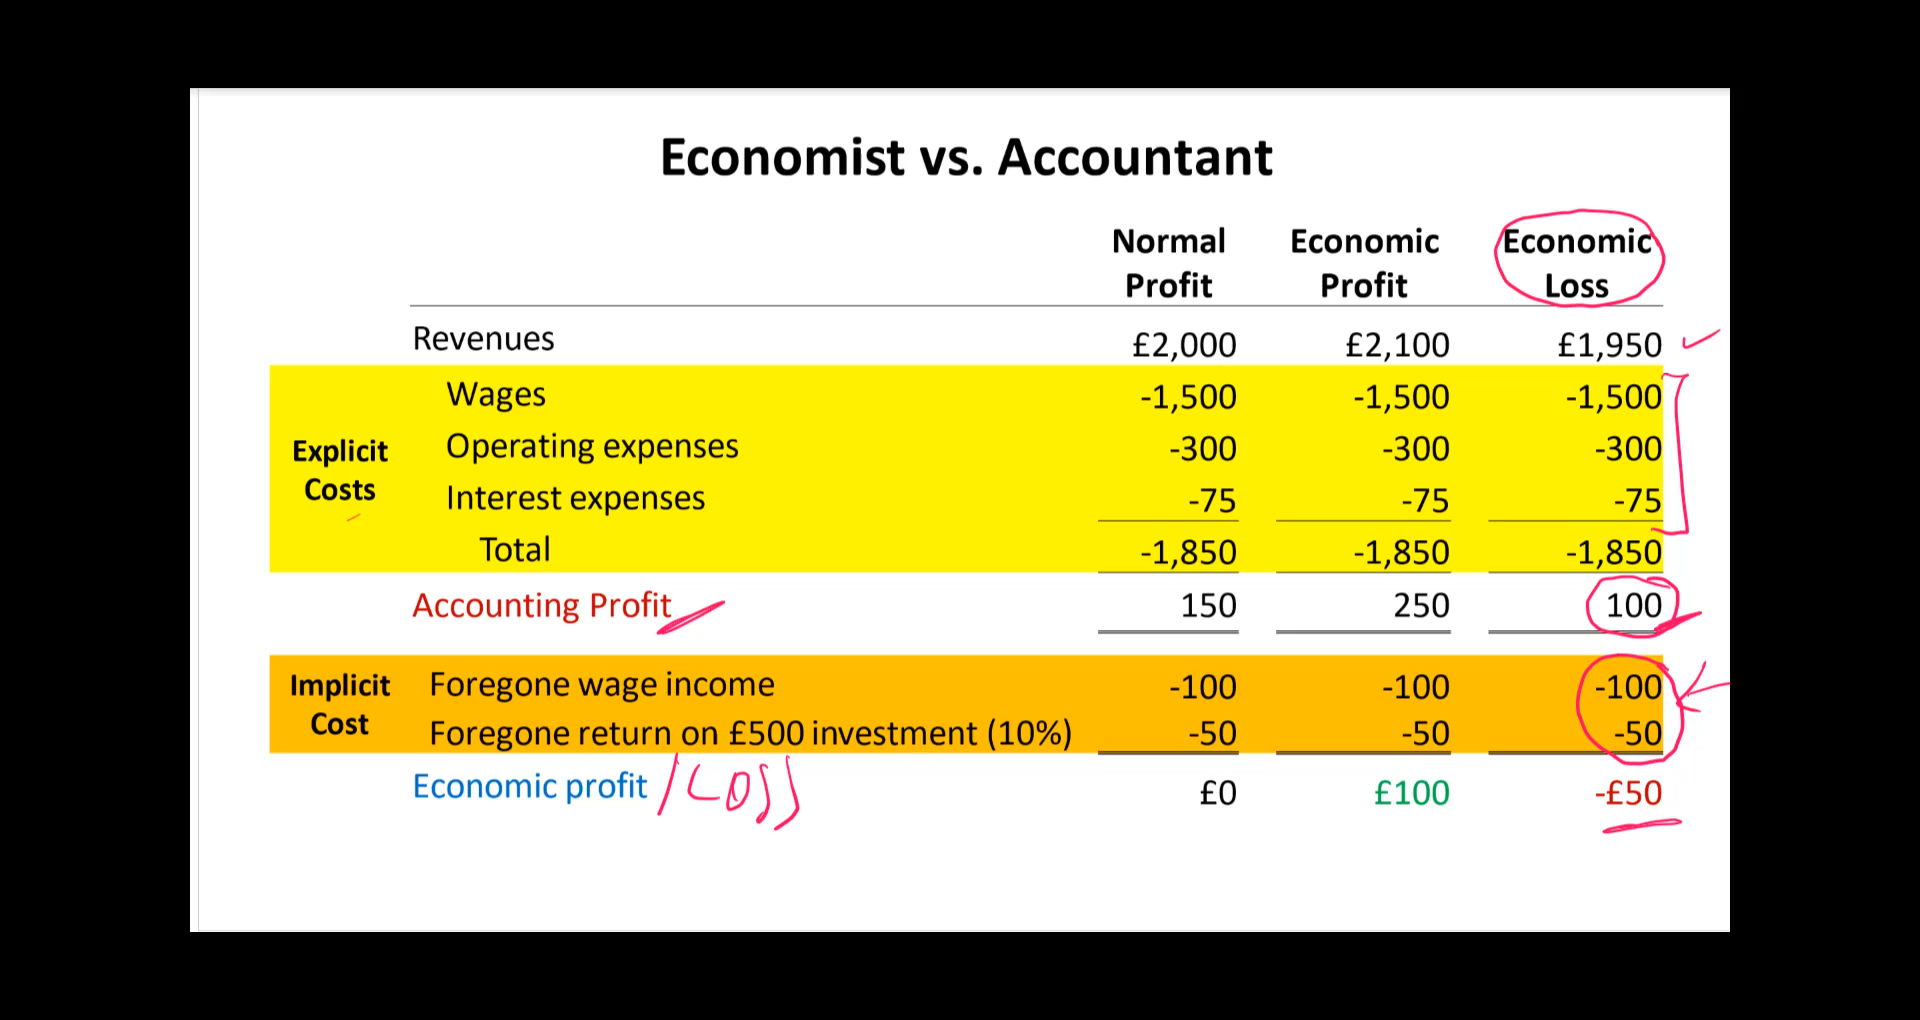 Economist vs. Accountant
Normal Profit Economic Profit Economic Loss
Revenues £2,000 £2,100 £1,950
Explicit Costs
Wages -1,500 -1,500 -1,500
Operating expenses -300 -300 -300
Interest expenses -75 -75 -75
Total -1,850 -1,850 -1,850
Accounting Profit 150 250 100
Implicit Cost
Foregone wage income -100 -100 -100
Foregone return on £500 investment (10%) -50 -50 -50
Economic profit /LOSS £0 £100 -£50